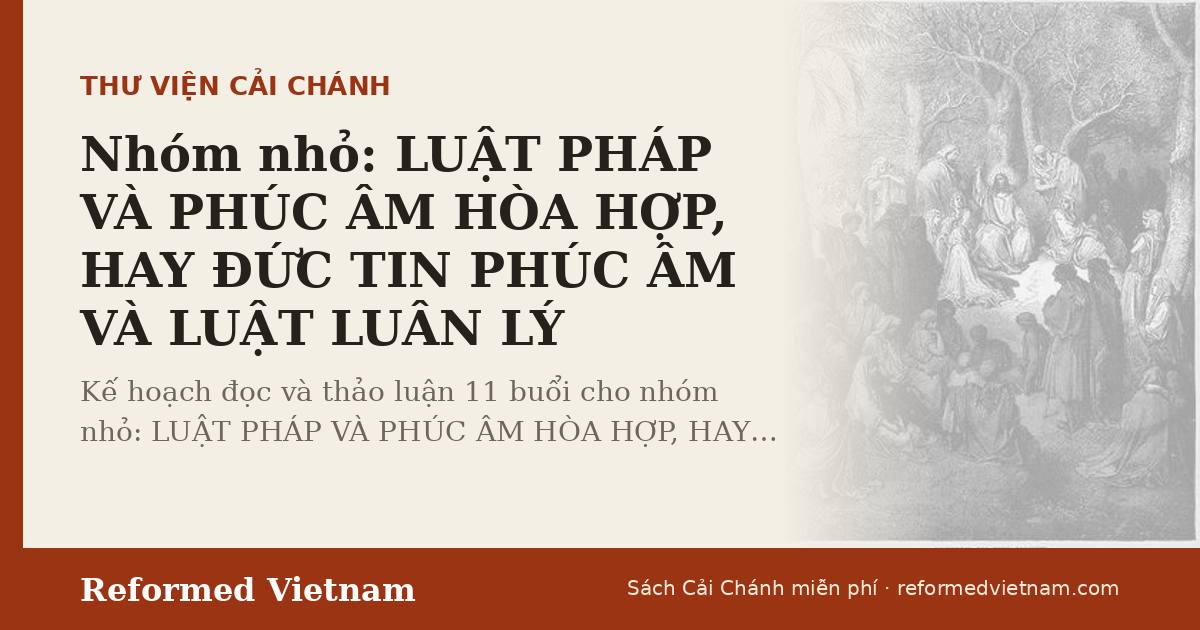 THƯ VIỆN CẢI CHÁNH
Nhóm nhỏ: LUẬT PHÁP
VÀ PHÚC ÂM HÒA HỢP,
HAY ĐỨC TIN PHÚC ÂM
VÀ LUẬT LUÂN LÝ
Kế hoạch đọc và thảo luận 11 buổi cho nhóm
nhỏ: LUẬT PHÁP VÀ PHÚC ÂM HÒA HỢP, HAY…
Reformed Vietnam
Sách Cải Chánh miễn phí · reformedvietnam.com